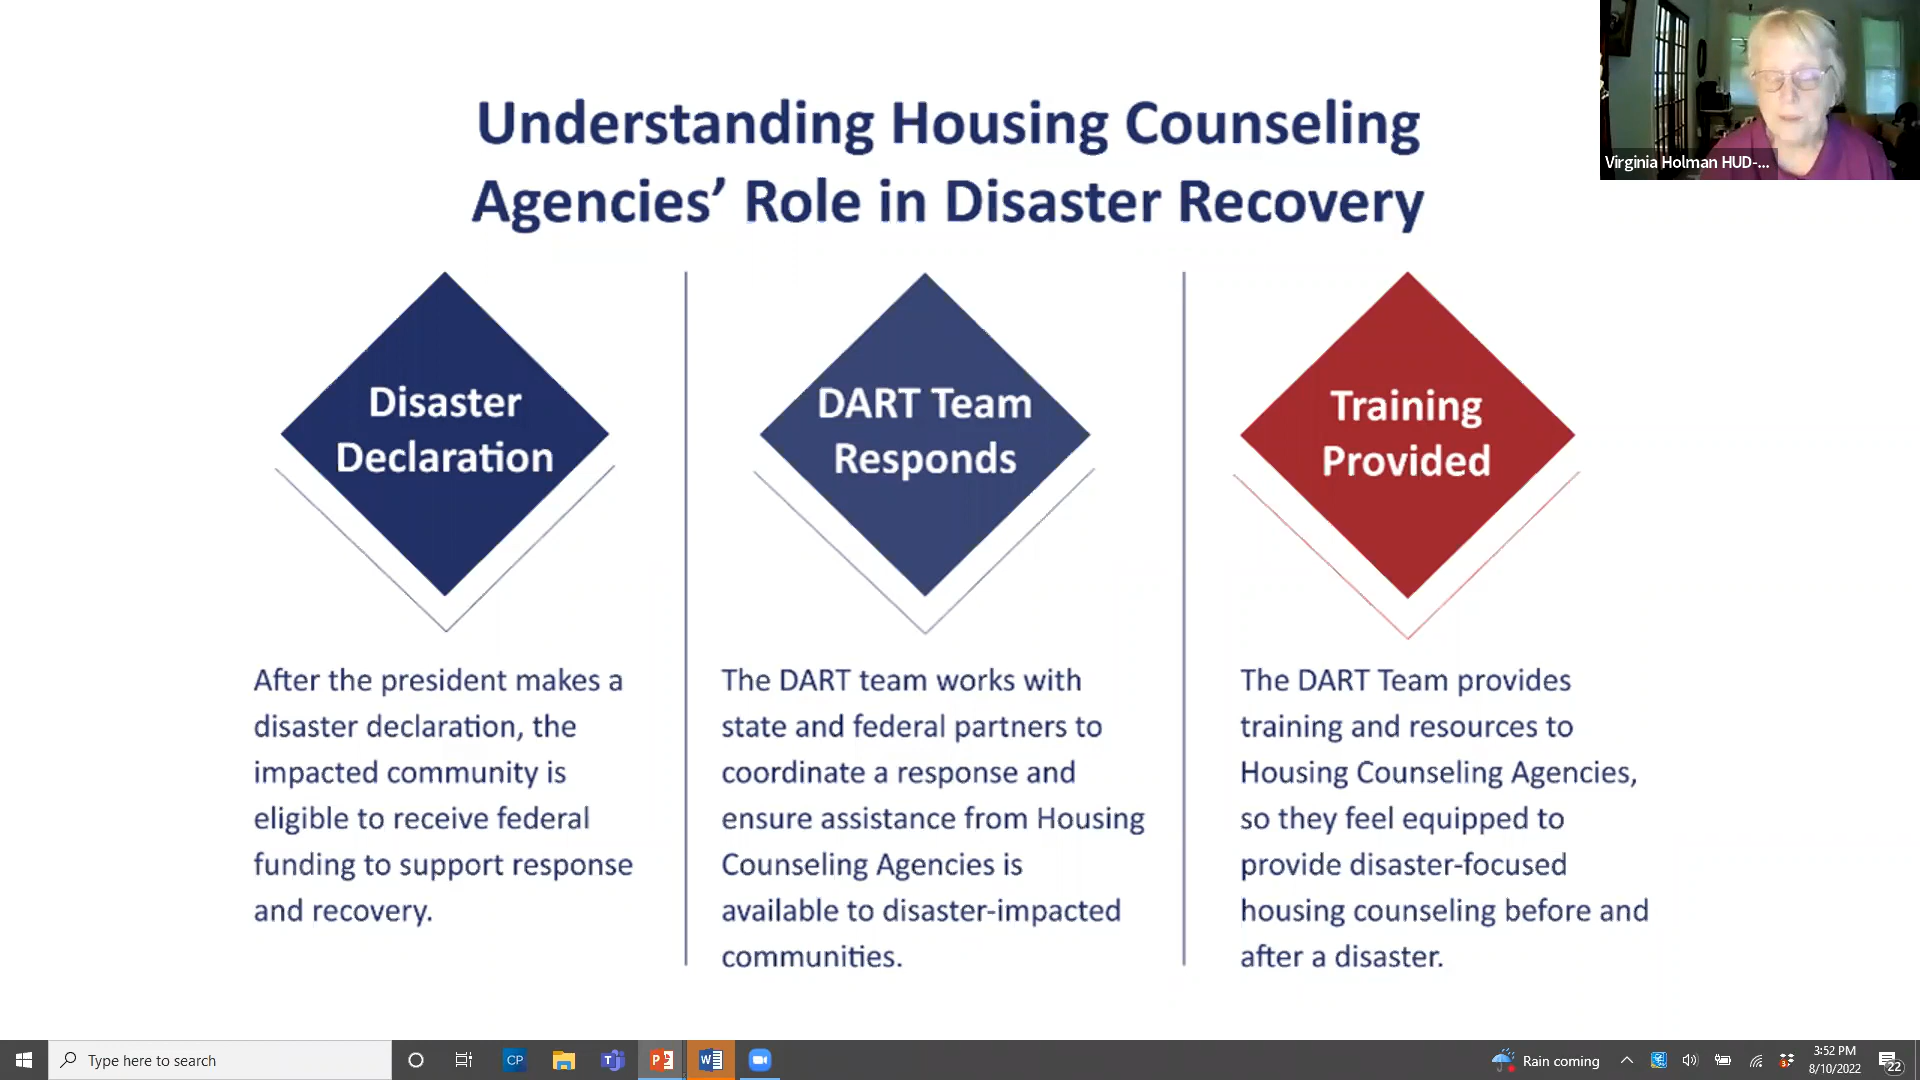 Understanding Housing Counseling
Agencies’ Role in Disaster Recovery
Virginia Holman HUD-...
Disaster
Declaration
After the president makes a
disaster declaration, the
impacted community is
eligible to receive federal
funding to support response
and recovery.
DART Team
Responds
The DART team works with
state and federal partners to
coordinate a response and
ensure assistance from Housing
Counseling Agencies is
available to disaster-impacted
communities.
Training
Provided
The DART Team provides
training and resources to
Housing Counseling Agencies,
so they feel equipped to
provide disaster-focused
housing counseling before and
after a disaster.
Type here to search
CP
Rain coming
3:52 PM
8/10/2022
22